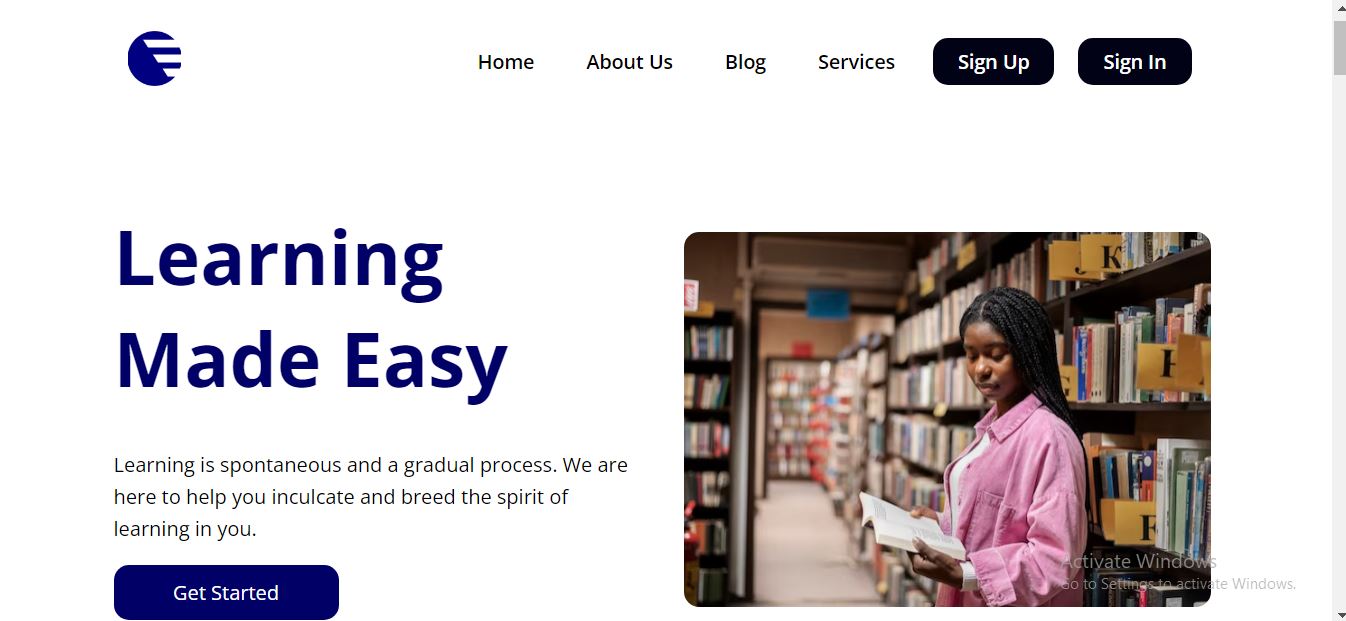 Home About Us Blog Services Sign Up Sign In
Learning
Made Easy
Learning is spontaneous and a gradual process. We are
here to help you inculcate and breed the spirit of
learning in you.
Get Started
K
F
Activate Windows
Go to Settings to activate Windows.